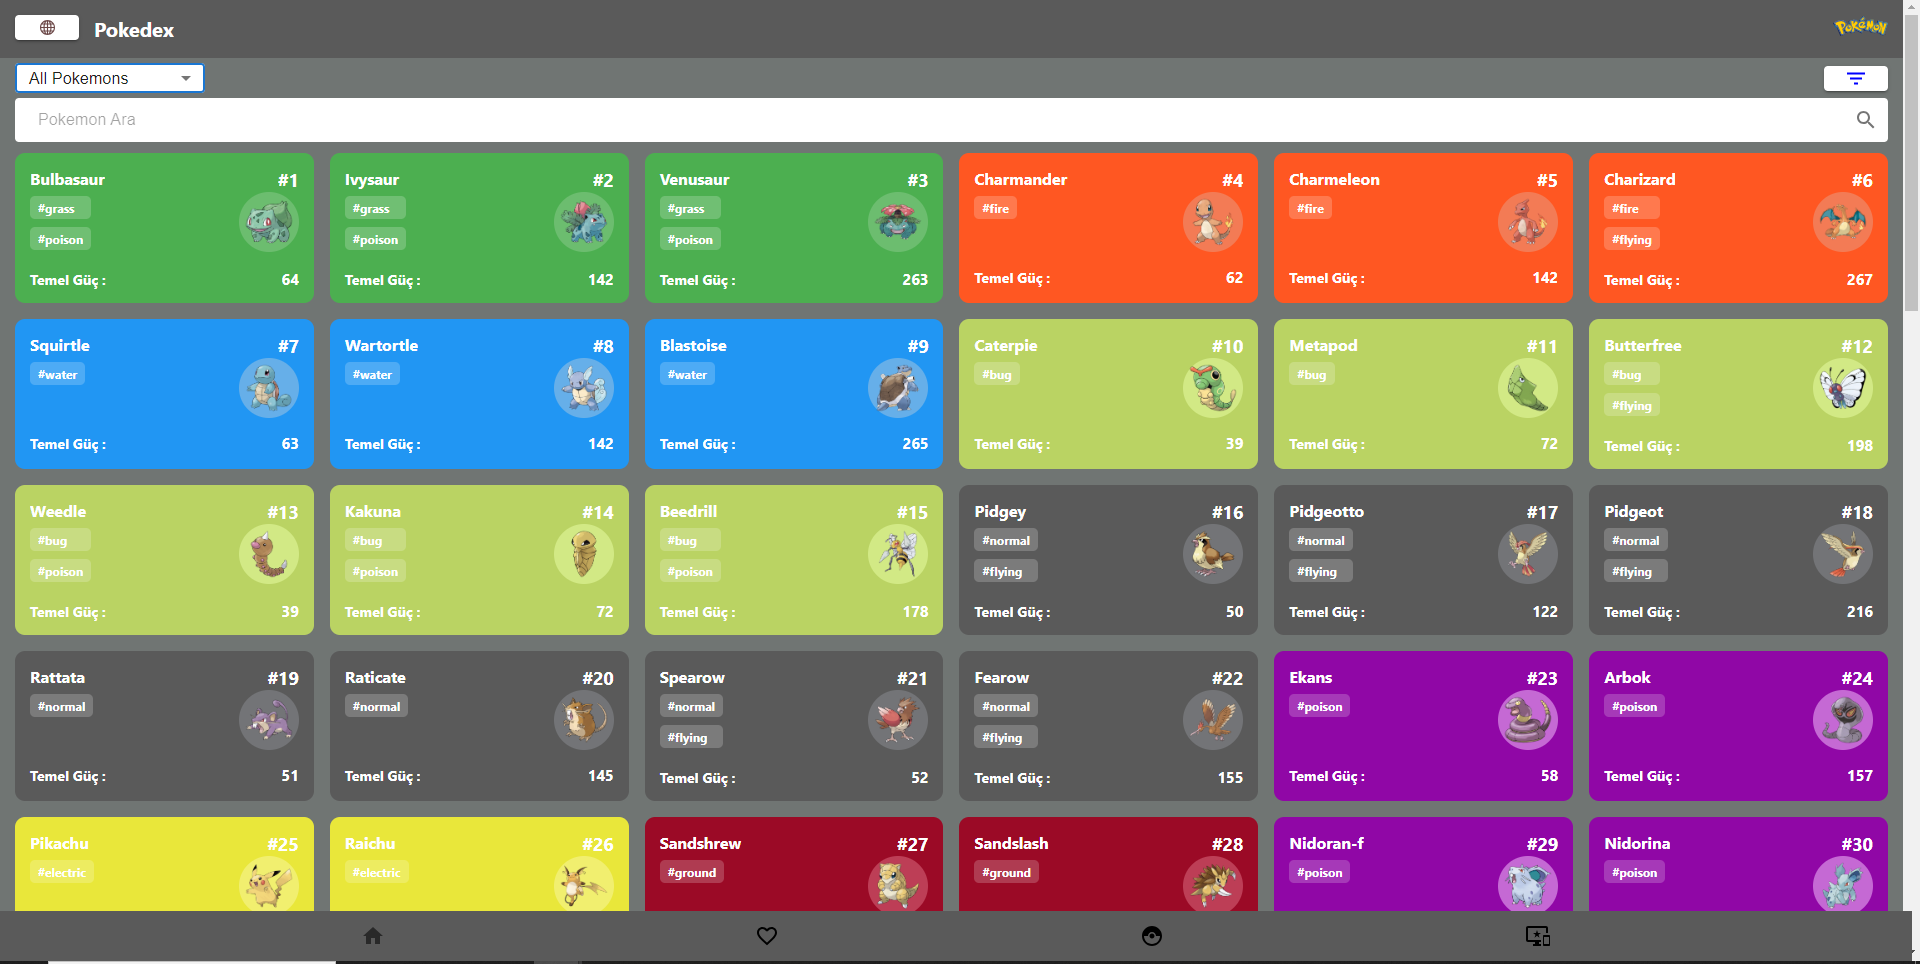 Pokedex
Pokémon
All Pokemons
Pokemon Ara
Bulbasaur #1
#grass
#poison
Temel Güç : 64
Ivysaur #2
#grass
#poison
Temel Güç : 142
Venusaur #3
#grass
#poison
Temel Güç : 263
Charmander #4
#fire
Temel Güç : 62
Charmeleon #5
#fire
Temel Güç : 142
Charizard #6
#fire
#flying
Temel Güç : 267
Squirtle #7
#water
Temel Güç : 63
Wartortle #8
#water
Temel Güç : 142
Blastoise #9
#water
Temel Güç : 265
Caterpie #10
#bug
Temel Güç : 39
Metapod #11
#bug
Temel Güç : 72
Butterfree #12
#bug
#flying
Temel Güç : 198
Weedle #13
#bug
#poison
Temel Güç : 39
Kakuna #14
#bug
#poison
Temel Güç : 72
Beedrill #15
#bug
#poison
Temel Güç : 178
Pidgey #16
#normal
#flying
Temel Güç : 50
Pidgeotto #17
#normal
#flying
Temel Güç : 122
Pidgeot #18
#normal
#flying
Temel Güç : 216
Rattata #19
#normal
Temel Güç : 51
Raticate #20
#normal
Temel Güç : 145
Spearow #21
#normal
#flying
Temel Güç : 52
Fearow #22
#normal
#flying
Temel Güç : 155
Ekans #23
#poison
Temel Güç : 58
Arbok #24
#poison
Temel Güç : 157
Pikachu #25
#electric
Raichu #26
#electric
Sandshrew #27
#ground
Sandslash #28
#ground
Nidoran-f #29
#poison
Nidorina #30
#poison